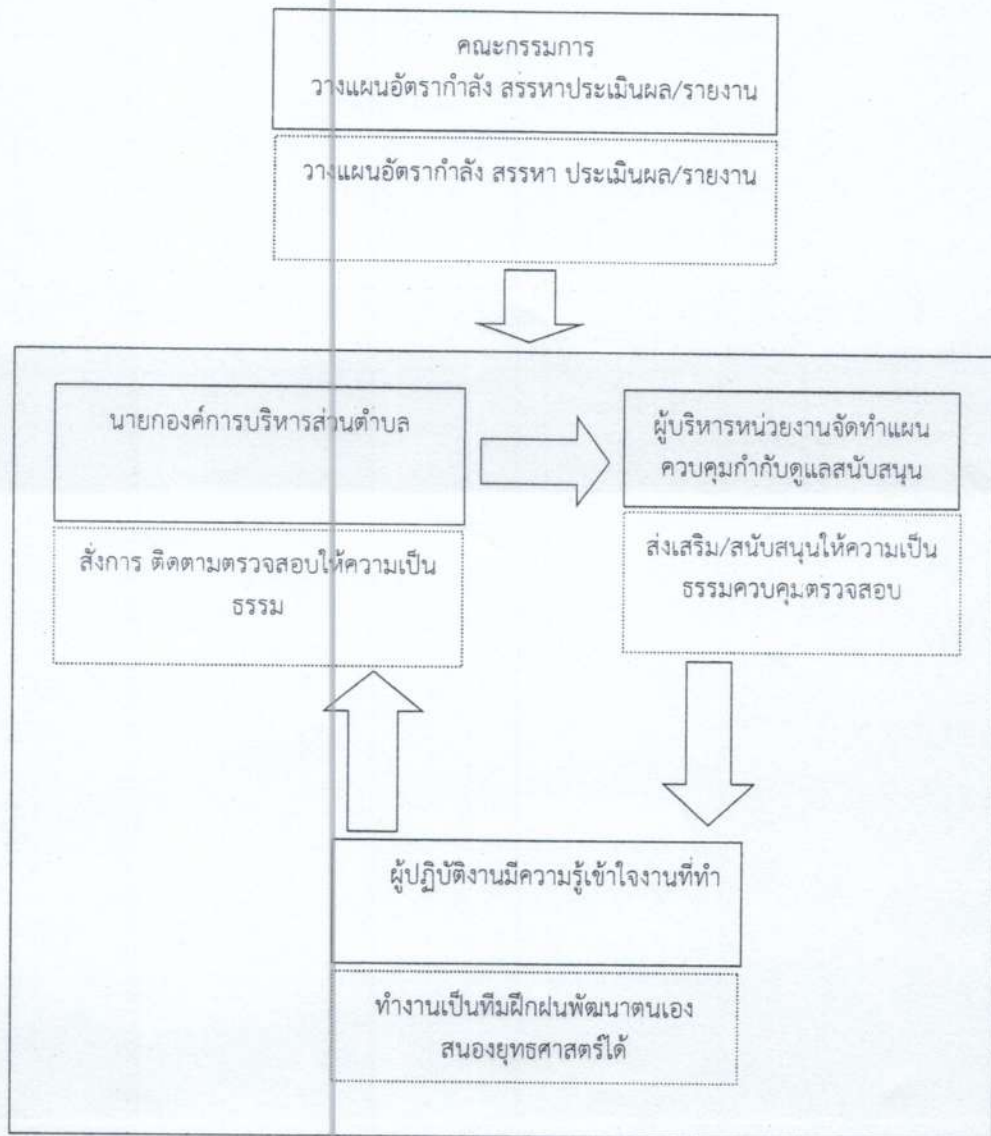 คณะกรรมการ
วางแผนอัตรากำลัง สรรหาประเมินผล/รายงาน
วางแผนอัตรากำลัง สรรหา ประเมินผล/รายงาน
นายกองค์การบริหารส่วนตำบล
ผู้บริหารหน่วยงานจัดทำแผน
ควบคุมกำกับดูแลสนับสนุน
สั่งการ ติดตามตรวจสอบให้ความเป็น
ธรรม
ส่งเสริม/สนับสนุนให้ความเป็น
ธรรมควบคุมตรวจสอบ
ผู้ปฏิบัติงานมีความรู้เข้าใจงานที่ทำ
ทำงานเป็นทีมฝึกฝนพัฒนาตนเอง
สนองยุทธศาสตร์ได้